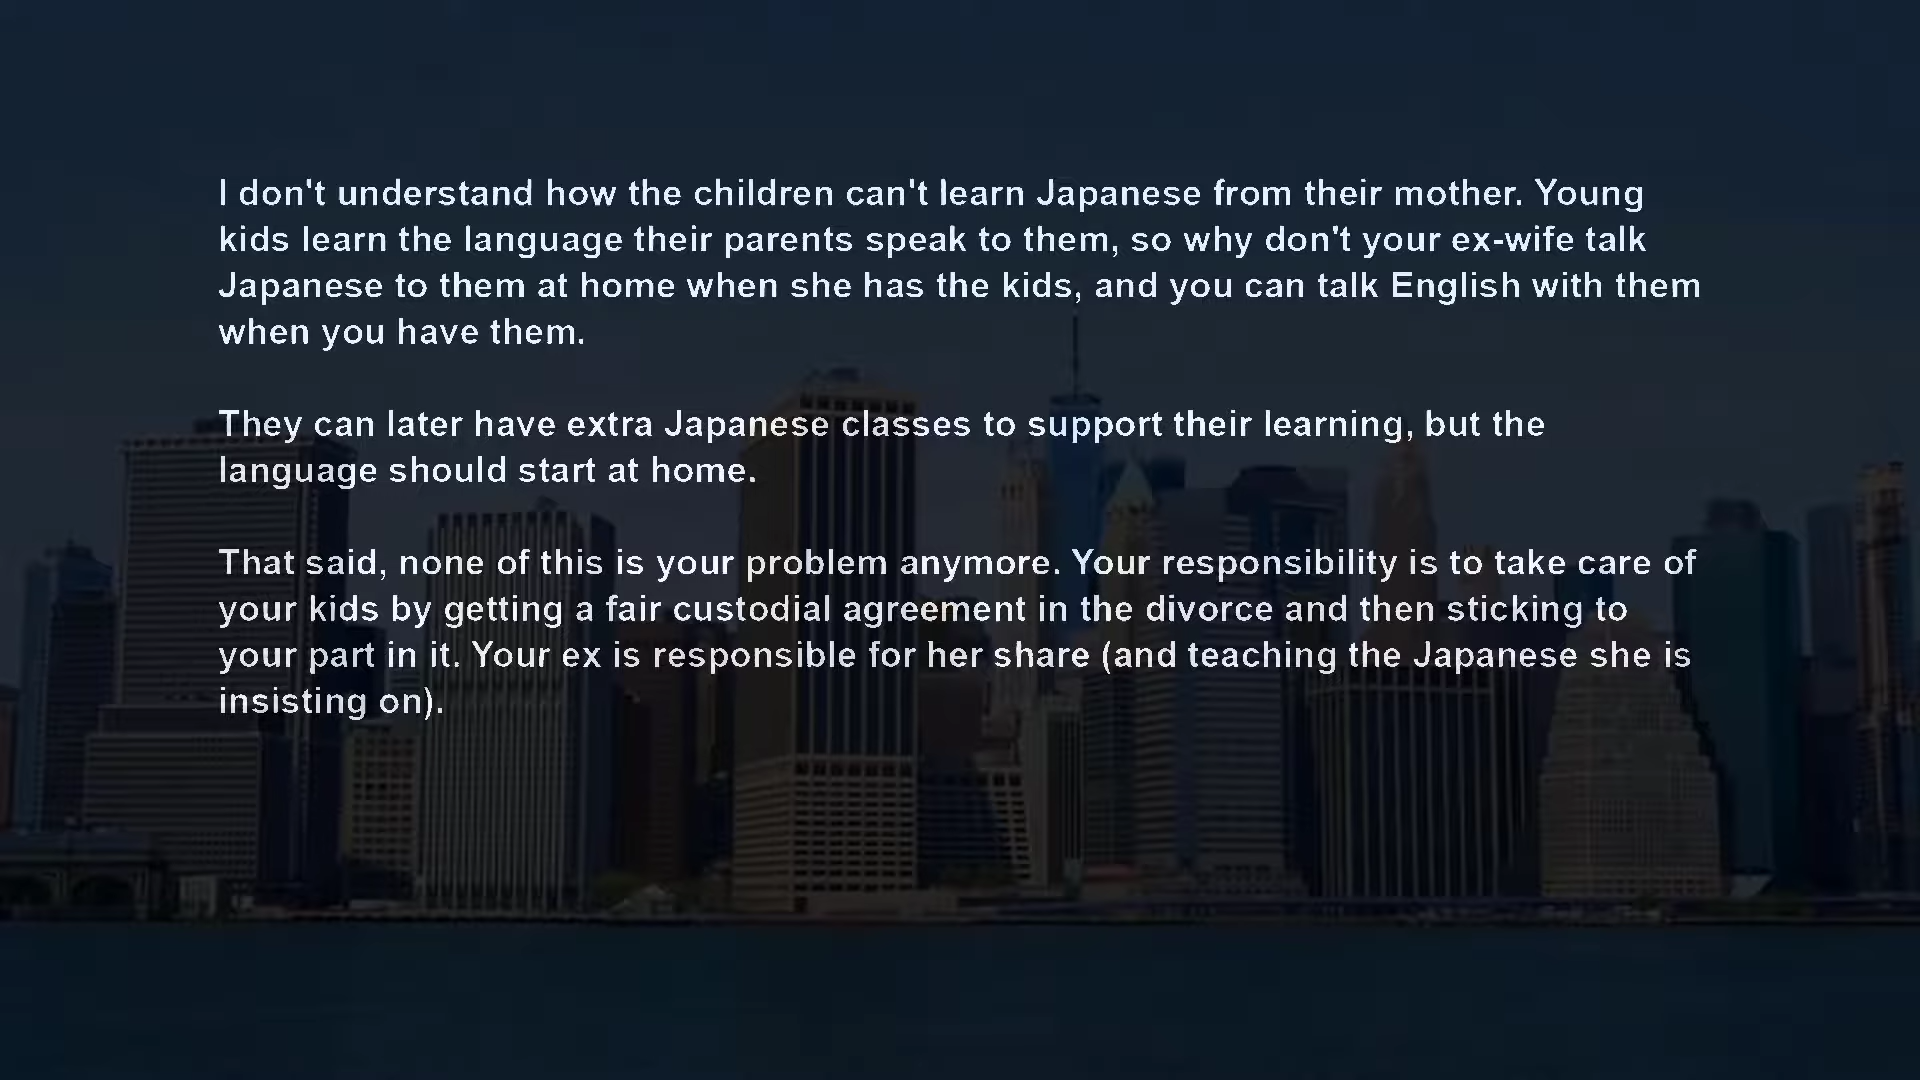 I don't understand how the children can't learn Japanese from their mother. Young
kids learn the language their parents speak to them, so why don't your ex-wife talk
Japanese to them at home when she has the kids, and you can talk English with them
when you have them.
They can later have extra Japanese classes to support their learning, but the
language should start at home.
That said, none of this is your problem anymore. Your responsibility is to take care of
your kids by getting a fair custodial agreement in the divorce and then sticking to
your part in it. Your ex is responsible for her share (and teaching the Japanese she is
insisting on).